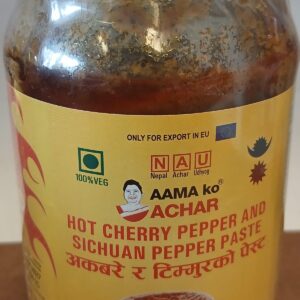 ONLY FOR EXPORT IN EU
100% VEG
NAU
Nepal Achar Udhyog
AAMA ko®
ACHAR
HOT CHERRY PEPPER AND
SICHUAN PEPPER PASTE
अकबरे र टिम्मुरको पेस्ट